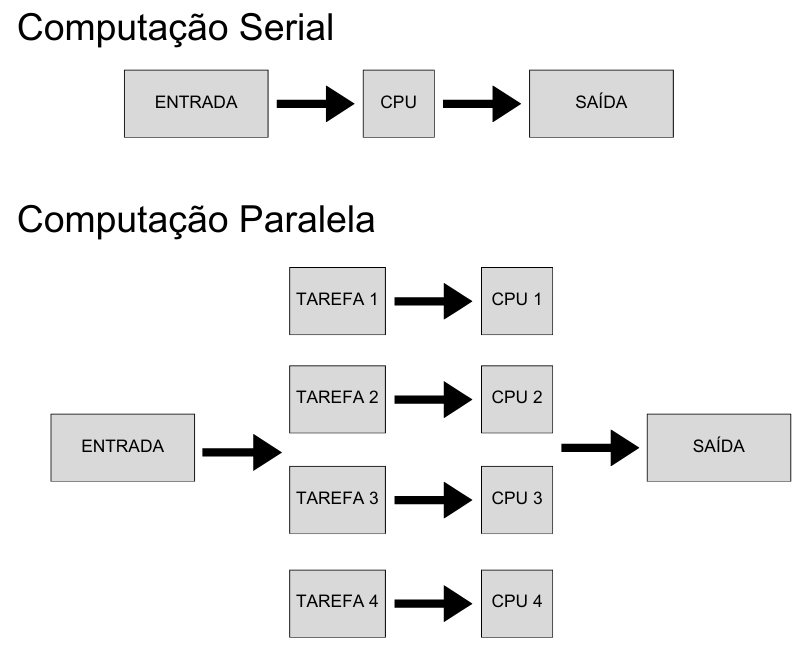 Computação Serial
ENTRADA
CPU
SAÍDA
Computação Paralela
TAREFA 1
CPU 1
TAREFA 2
CPU 2
ENTRADA
SAÍDA
TAREFA 3
CPU 3
TAREFA 4
CPU 4